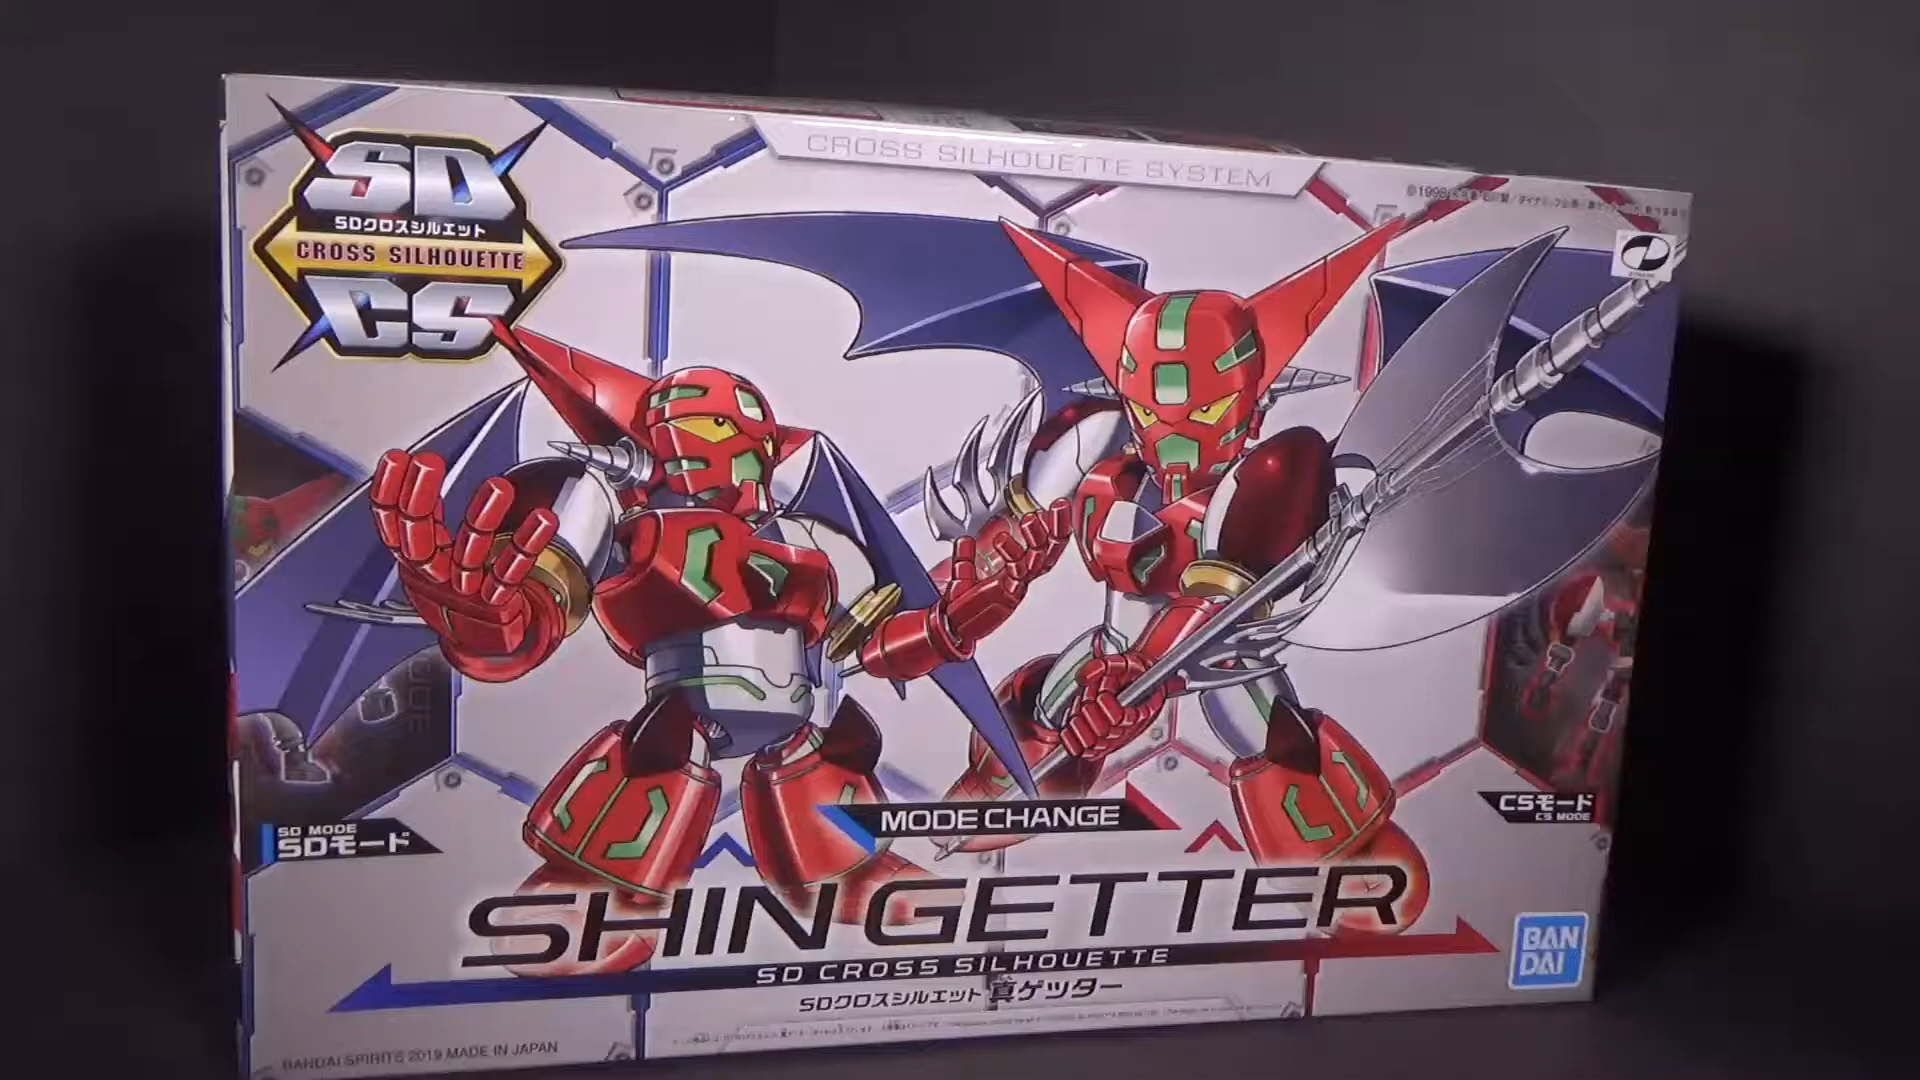 CROSS SILHOUETTE SYSTEM
©1998
SD
SDクロスシルエット
CROSS SILHOUETTE
CS
MODE CHANGE
SD MODE
SDモード
CSモード
CS MODE
SHIN GETTER
SD CROSS SILHOUETTE
SDクロスシルエット 真ゲッター
BAN
DAI
BANDAI SPIRITS 2019 MADE IN JAPAN